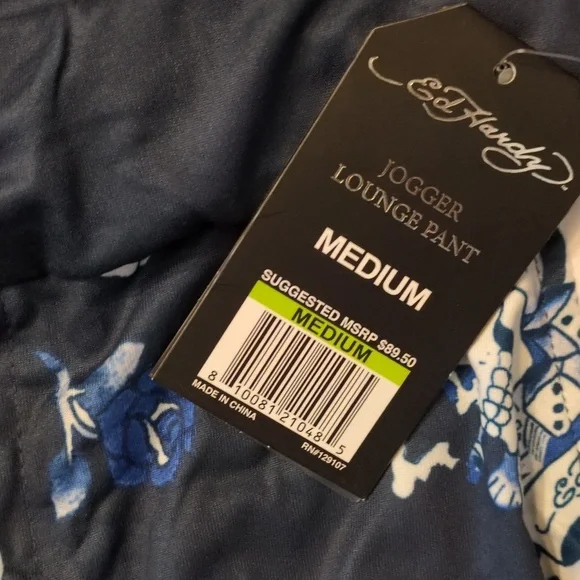 Ed Hardy
JOGGER
LOUNGE PANT
MEDIUM
SUGGESTED MSRP $89.50
MEDIUM
8 10081 21048 5
MADE IN CHINA
RN#129107